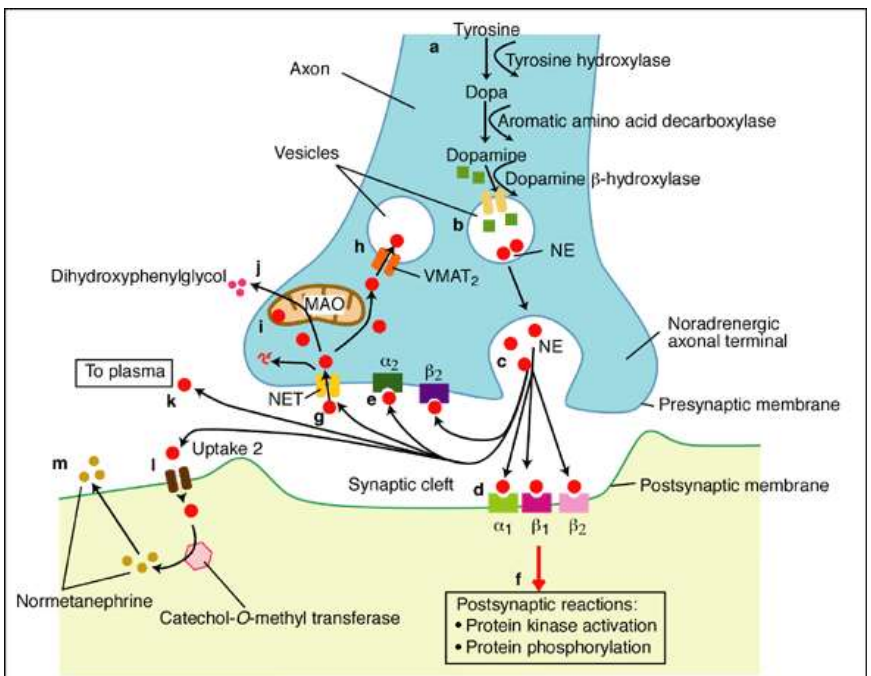 Tyrosine
a
Tyrosine hydroxylase
Axon
Dopa
Aromatic amino acid decarboxylase
Vesicles
Dopamine
Dopamine β-hydroxylase
b
h
NE
VMAT2
j
Dihydroxyphenylglycol
MAO
i
NE
Noradrenergic
axonal terminal
c
To plasma
α2
β2
NET
e
k
g
Presynaptic membrane
Uptake 2
m
l
Synaptic cleft
d
Postsynaptic membrane
α1
β1
β2
f
Normetanephrine
Catechol-O-methyl transferase
Postsynaptic reactions:
• Protein kinase activation
• Protein phosphorylation